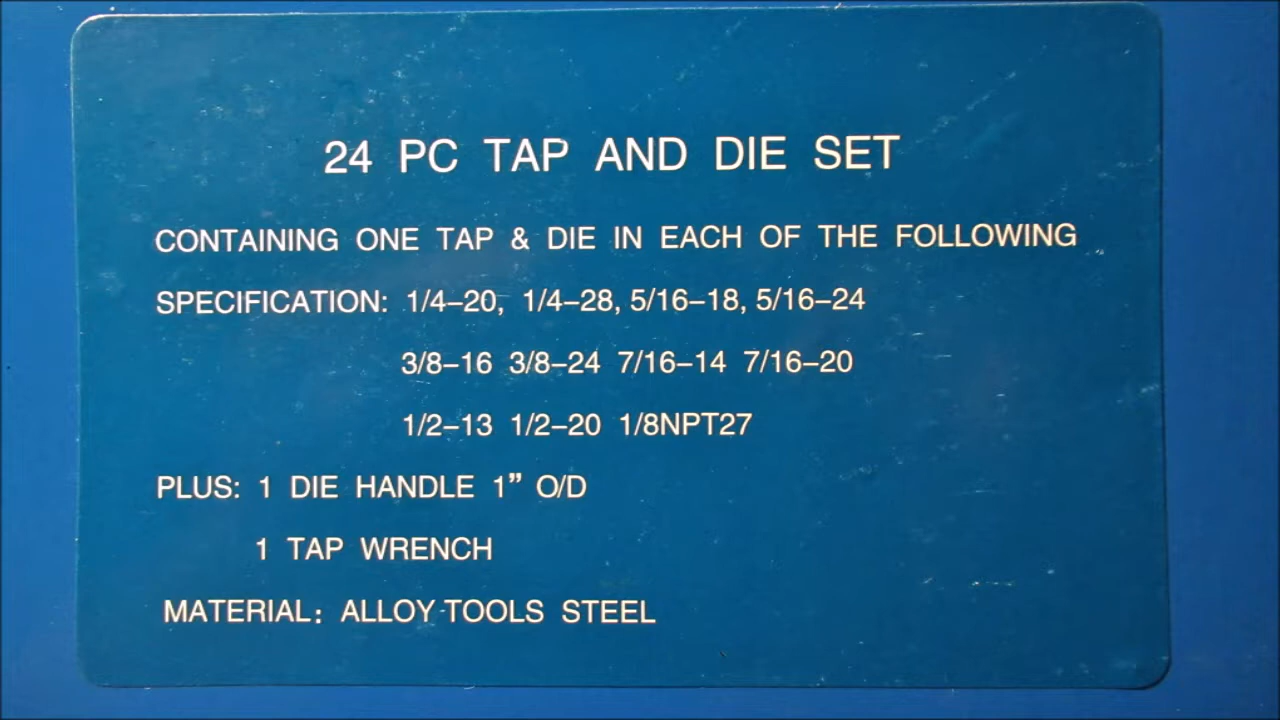 24 PC TAP AND DIE SET
CONTAINING ONE TAP & DIE IN EACH OF THE FOLLOWING
SPECIFICATION: 1/4–20, 1/4–28, 5/16–18, 5/16–24
3/8–16 3/8–24 7/16–14 7/16–20
1/2–13 1/2–20 1/8NPT27
PLUS: 1 DIE HANDLE 1” O/D
1 TAP WRENCH
MATERIAL: ALLOY TOOLS STEEL